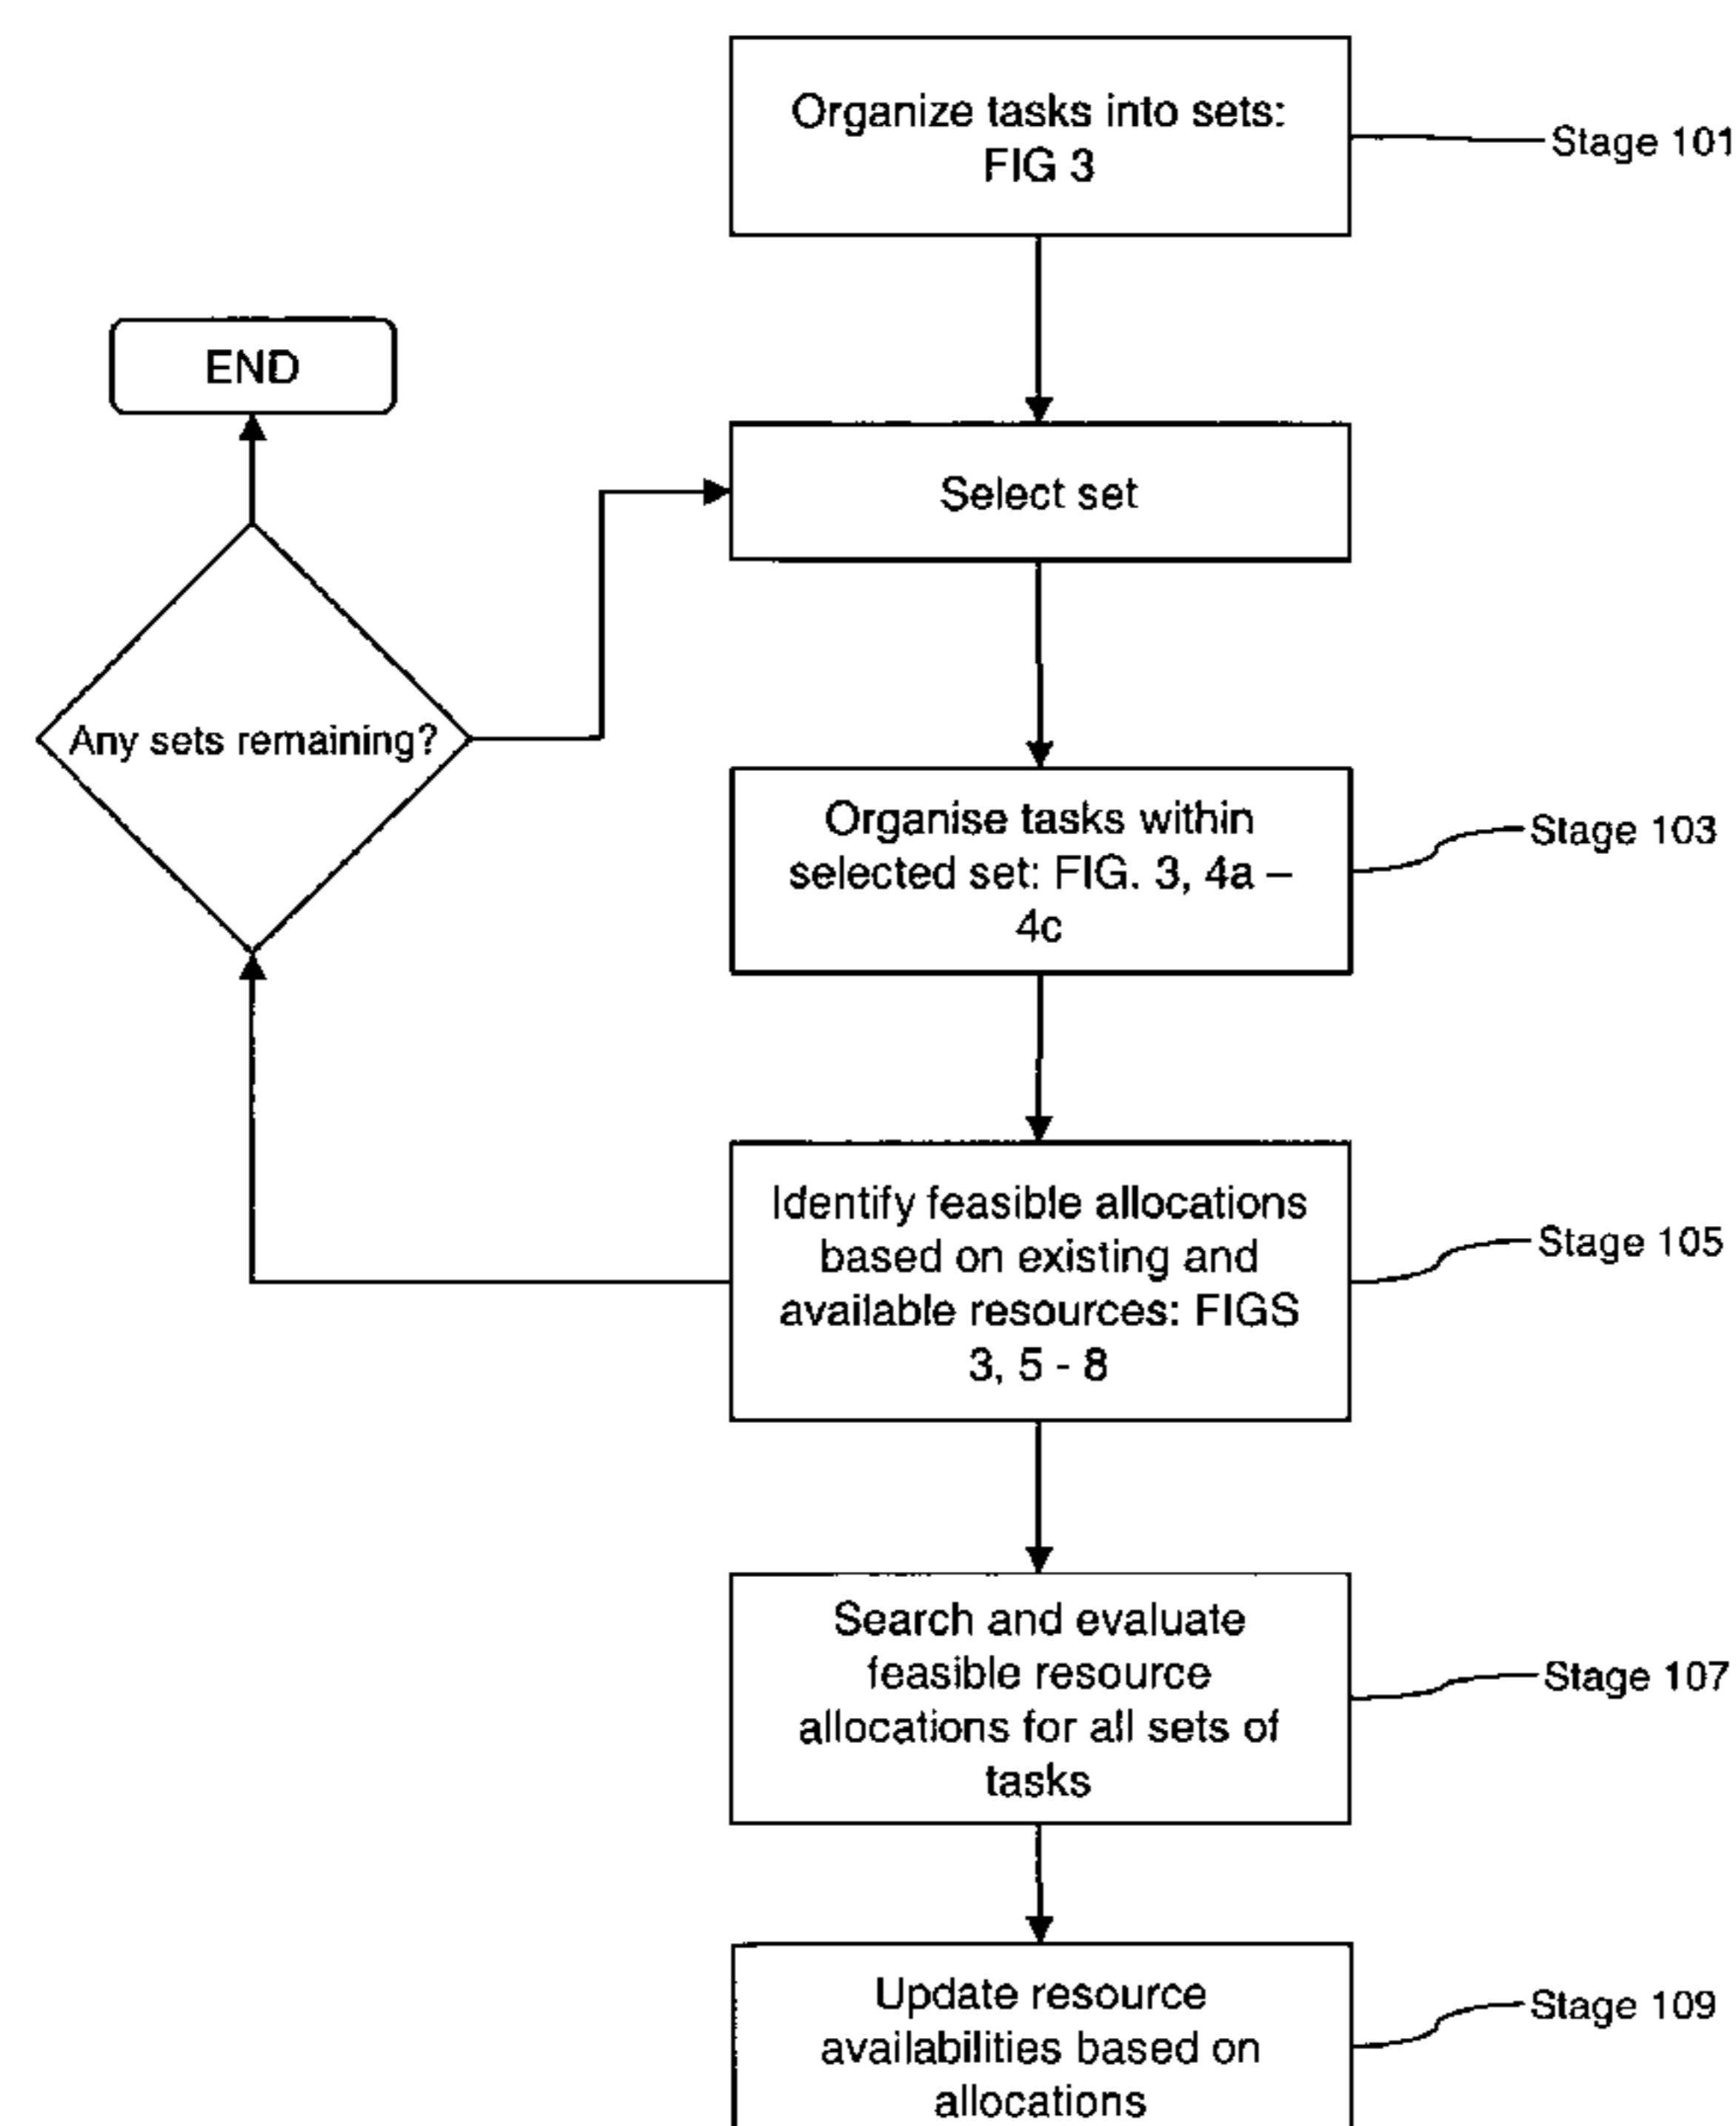 Organize tasks into sets:
FIG 3
Stage 101
END
Select set
Any sets remaining?
Organise tasks within
selected set: FIG. 3, 4a –
4c
Stage 103
Identify feasible allocations
based on existing and
available resources: FIGS
3, 5 - 8
Stage 105
Search and evaluate
feasible resource
allocations for all sets of
tasks
Stage 107
Update resource
availabilities based on
allocations
Stage 109